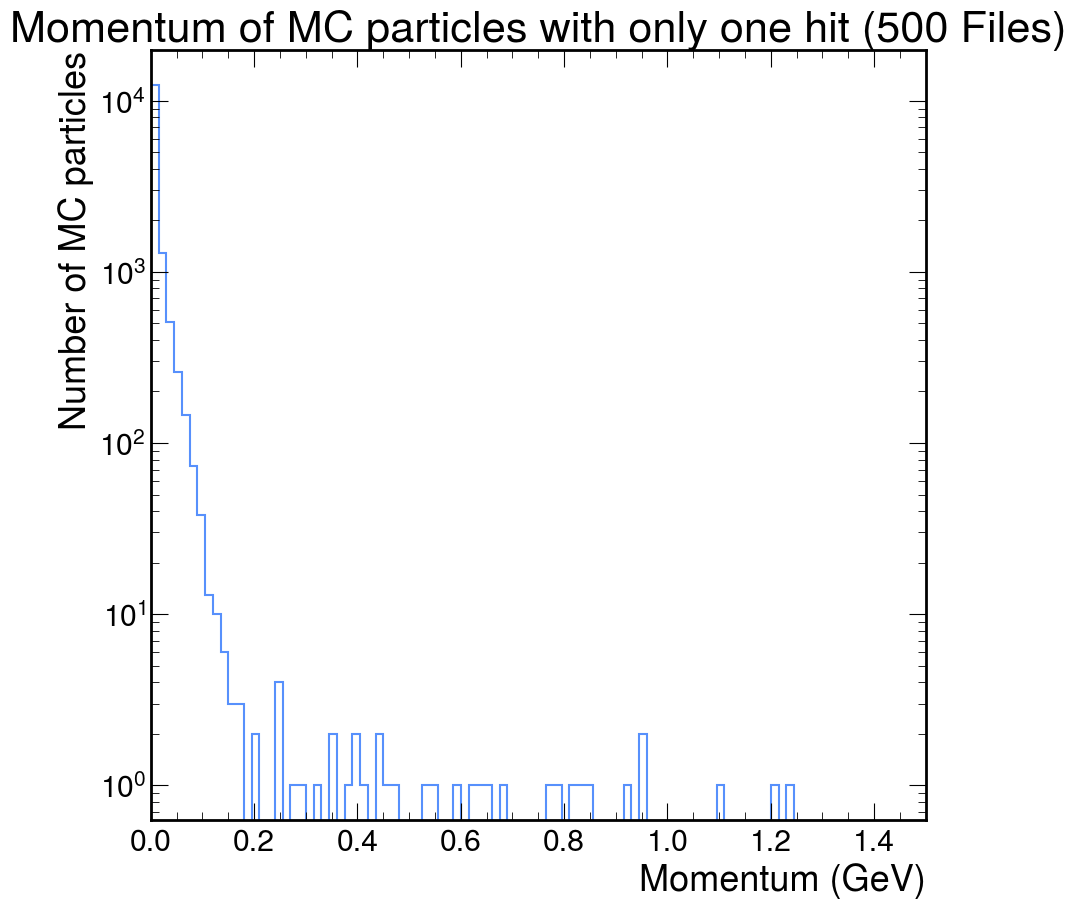 Momentum of MC particles with only one hit (500 Files)
Number of MC particles
10⁴
10³
10²
10¹
10⁰
0.0 0.2 0.4 0.6 0.8 1.0 1.2 1.4
Momentum (GeV)